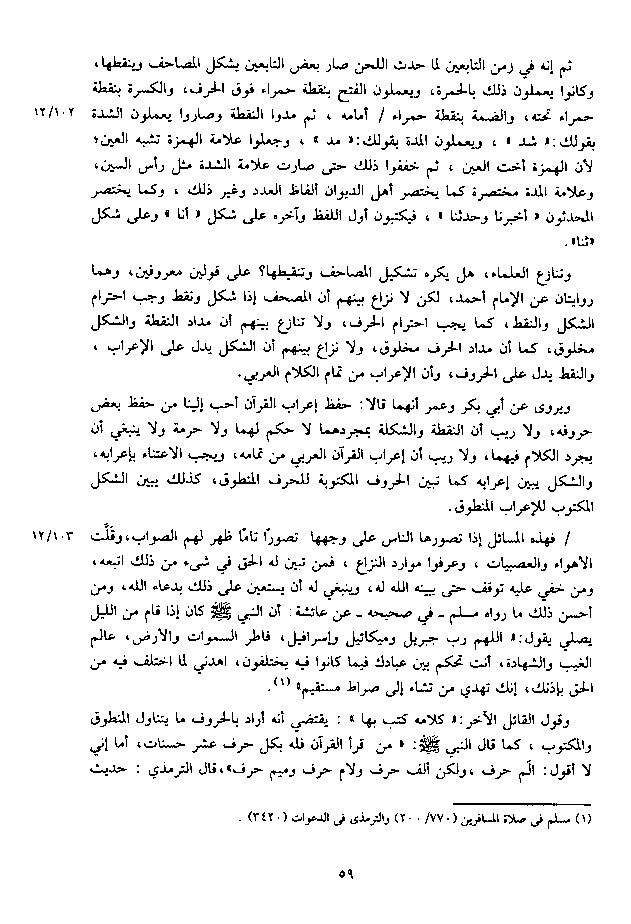 ثم إنه في زمن التابعين لما حدث اللحن صار بعض التابعين يشكل المصاحف وينقطها،
وكانوا يعملون ذلك بالحمرة، ويعملون الفتح بنقطة حمراء فوق الحرف، والكسرة بنقطة
حمراء تحته، والضمة بنقطة حمراء / أمامه ، ثم مدوا النقطة وصاروا يعملون الشدة ١٢/١٠٢
بقولك: « شد » ، ويعملون المدة بقولك: « مد » ، وجعلوا علامة الهمزة تشبه العين؛
لأن الهمزة أخت العين ، ثم خففوا ذلك حتى صارت علامة الشدة مثل رأس السين،
وعلامة المدة مختصرة كما يختصر أهل الديوان ألفاظ العدد وغير ذلك ، وكما يختصر
المحدثون « أخبرنا وحدثنا » ، فيكتبون أول اللفظ وآخره على شكل « أنا » وعلى شكل
«ثنا» .
وتنازع العلماء، هل يكره تشكيل المصاحف وتنقيطها؟ على قولين معروفين، وهما
روايتان عن الإمام أحمد، لكن لا نزاع بينهم أن المصحف إذا شكل ونقط وجب احترام
الشكل والنقط، كما يجب احترام الحرف، ولا تنازع بينهم أن مداد النقطة والشكل
مخلوق، كما أن مداد الحرف مخلوق، ولا نزاع بينهم أن الشكل يدل على الإعراب ،
والنقط يدل على الحروف، وأن الإعراب من تمام الكلام العربي.
ويروى عن أبي بكر وعمر أنهما قالا: حفظ إعراب القرآن أحب إلينا من حفظ بعض
حروفه، ولا ريب أن النقطة والشكلة بمجردهما لا حكم لهما ولا حرمة ولا ينبغي أن
يجرد الكلام فيهما، ولا ريب أن إعراب القرآن العربي من تمامه، ويجب الاعتناء بإعرابه،
والشكل يبين إعرابه كما تبين الحروف المكتوبة للحرف المنطوق، كذلك يبين الشكل
المكتوب للإعراب المنطوق.
/ فهذه المسائل إذا تصورها الناس على وجهها تصورًا تامًا ظهر لهم الصواب، وقَلَّت ١٢/١٠٣
الأهواء والعصبيات ، وعرفوا موارد النزاع ، فمن تبين له الحق في شىء من ذلك اتبعه،
ومن خفي عليه توقف حتى يبينه الله له، وينبغي له أن يستعين على ذلك بدعاء الله، ومن
أحسن ذلك ما رواه مسلم ـ في صحيحه ـ عن عائشة: أن النبي ﷺ كان إذا قام من الليل
يصلي يقول: « اللهم رب جبريل وميكائيل وإسرافيل، فاطر السموات والأرض، عالم
الغيب والشهادة، أنت تحكم بين عبادك فيما كانوا فيه يختلفون، اهدني لما اختلف فيه من
الحق بإذنك، إنك تهدي من تشاء إلى صراط مستقيم» (١).
وقول القائل الآخر: « كلامه كتب بها » : يقتضي أنه أراد بالحروف ما يتناول المنطوق
والمكتوب ، كما قال النبي ﷺ: « من قرأ القرآن فله بكل حرف عشر حسنات، أما إني
لا أقول: الَم حرف ، ولكن ألف حرف ولام حرف وميم حرف»، قال الترمذي : حديث
(١) مسلم فى صلاة المسافرين (٧٧٠/ ٢٠٠) والترمذى فى الدعوات (٣٤٢٠) .
٥٩